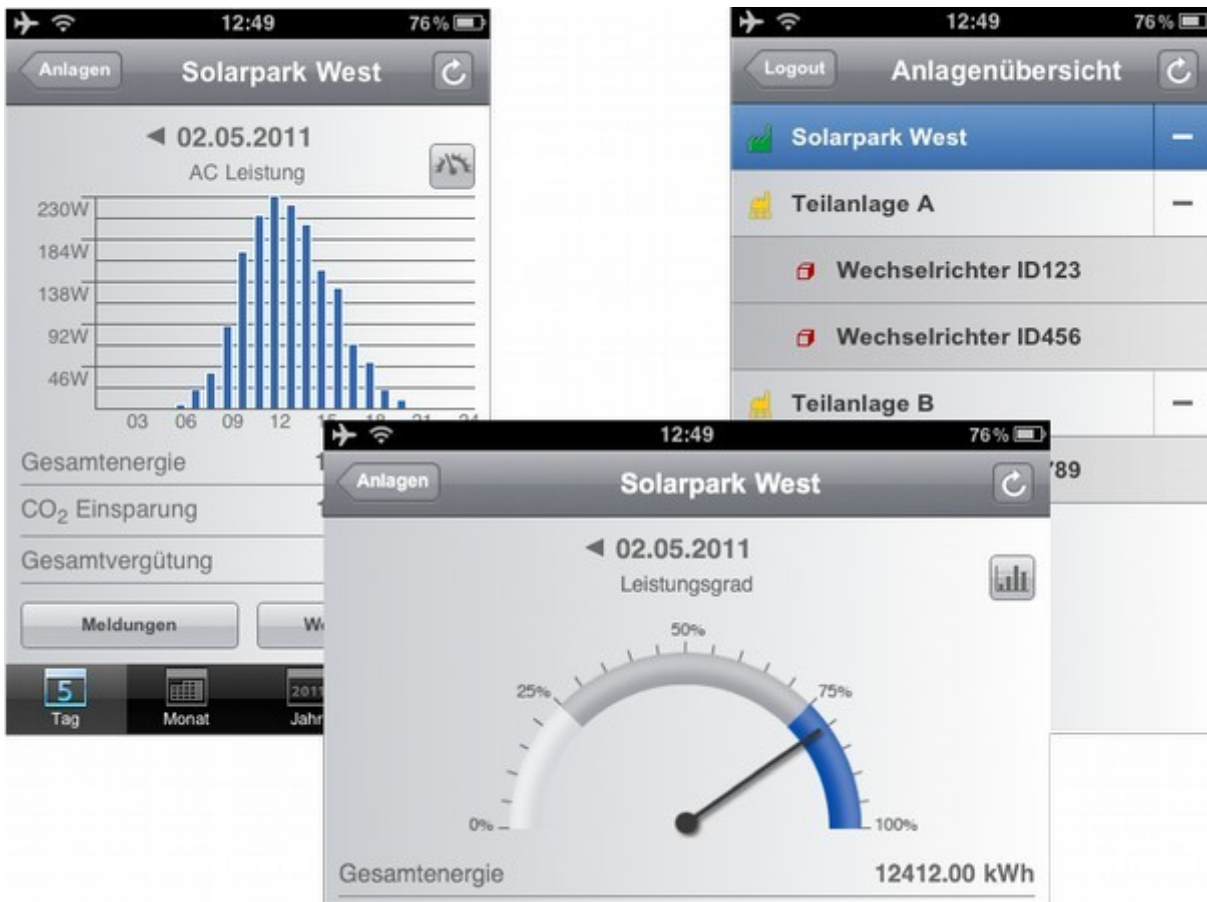 12:49
76%
Anlagen
Solarpark West
02.05.2011
AC Leistung
230W
184W
138W
92W
46W
03 06 09 12 15 18 21 24
Gesamtenergie
CO₂ Einsparung
Gesamtvergütung
Meldungen
5
2011
Tag
Monat
Jahr
12:49
76%
Logout
Anlagenübersicht
Solarpark West
Teilanlage A
Wechselrichter ID123
Wechselrichter ID456
Teilanlage B
789
12:49
76%
Anlagen
Solarpark West
02.05.2011
Leistungsgrad
50%
25% 75%
0% 100%
Gesamtenergie 12412.00 kWh